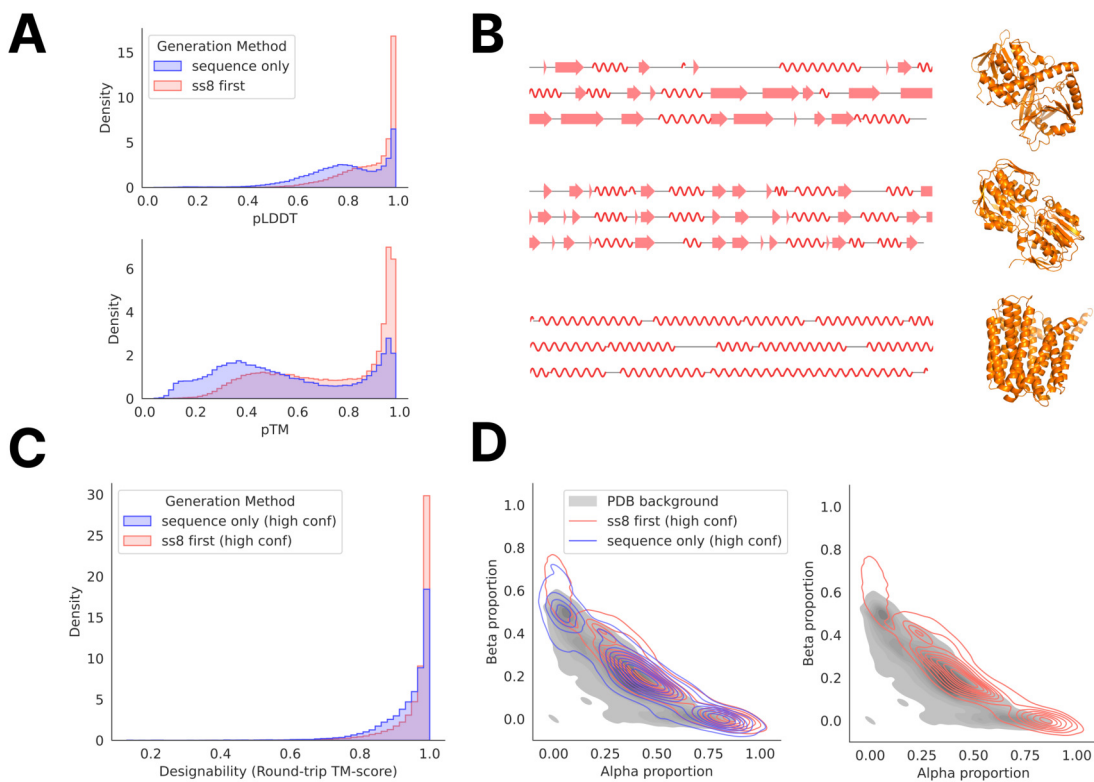 A
Generation Method
sequence only
ss8 first
Density
15
10
5
0
0.0 0.2 0.4 0.6 0.8 1.0
pLDDT
Density
6
4
2
0
0.0 0.2 0.4 0.6 0.8 1.0
pTM
B
C
Generation Method
sequence only (high conf)
ss8 first (high conf)
Density
30
25
20
15
10
5
0
0.2 0.4 0.6 0.8 1.0
Designability (Round-trip TM-score)
D
PDB background
ss8 first (high conf)
sequence only (high conf)
Beta proportion
1.0
0.8
0.6
0.4
0.2
0.0
0.00 0.25 0.50 0.75 1.00
Alpha proportion
Beta proportion
1.0
0.8
0.6
0.4
0.2
0.0
0.00 0.25 0.50 0.75 1.00
Alpha proportion